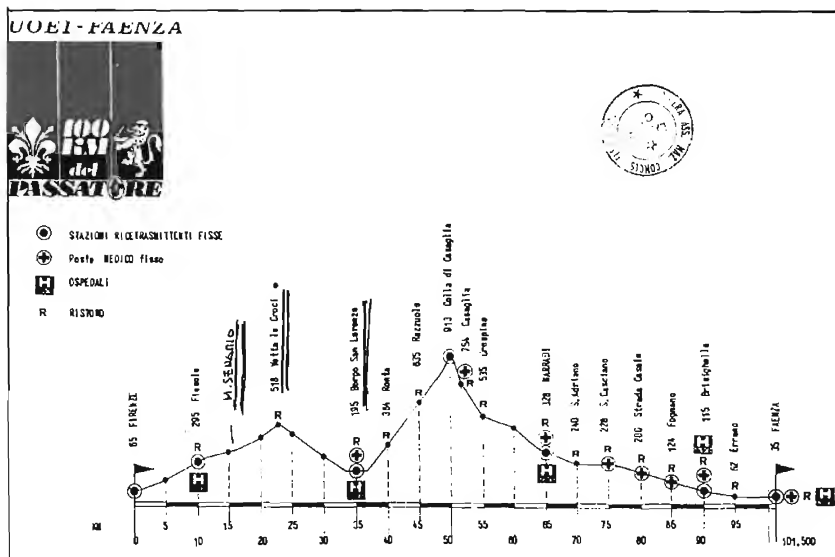 UOEI-FAENZA
100
KM
del
PASSATORE
STAZIONI RICETRASMITTENTI FISSE
Posto MEDICO fisso
H OSPEDALI
R RISTORO
65 FIRENZE
295 Fiesole
M. SENARIO
518 Vetta le Croci
195 Borgo San Lorenzo
384 Ronta
635 Razzuolo
913 Colla di Casaglia
754 Casaglia
535 Crespino
328 MARRADI
240 S.Adriano
228 S.Cassiano
200 Strada Casale
124 Fognano
115 Brisighella
62 Errano
35 FAENZA
R R R R R R R R R R R R R R R R
H H H H H
KM
0 5 10 15 20 25 30 35 40 45 50 55 60 65 70 75 80 85 90 95 101,500